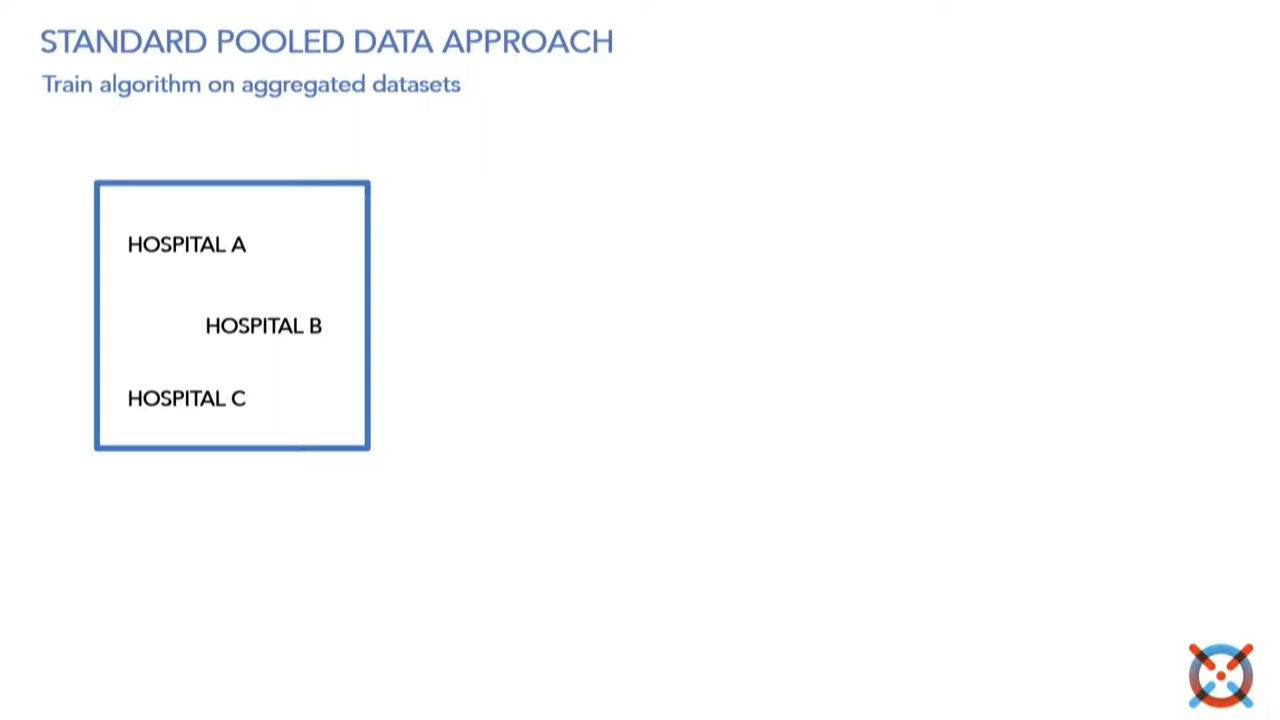 STANDARD POOLED DATA APPROACH
Train algorithm on aggregated datasets
HOSPITAL A
HOSPITAL B
HOSPITAL C